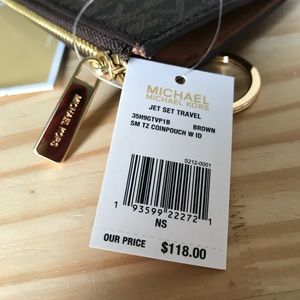 MICHAEL
MICHAEL KORS
JET SET TRAVEL
35H9GTVP1B BROWN
SM TZ COINPOUCH W ID
S212-0001
1 93599 22272 1
NS
OUR PRICE $118.00
MICHAEL KORS